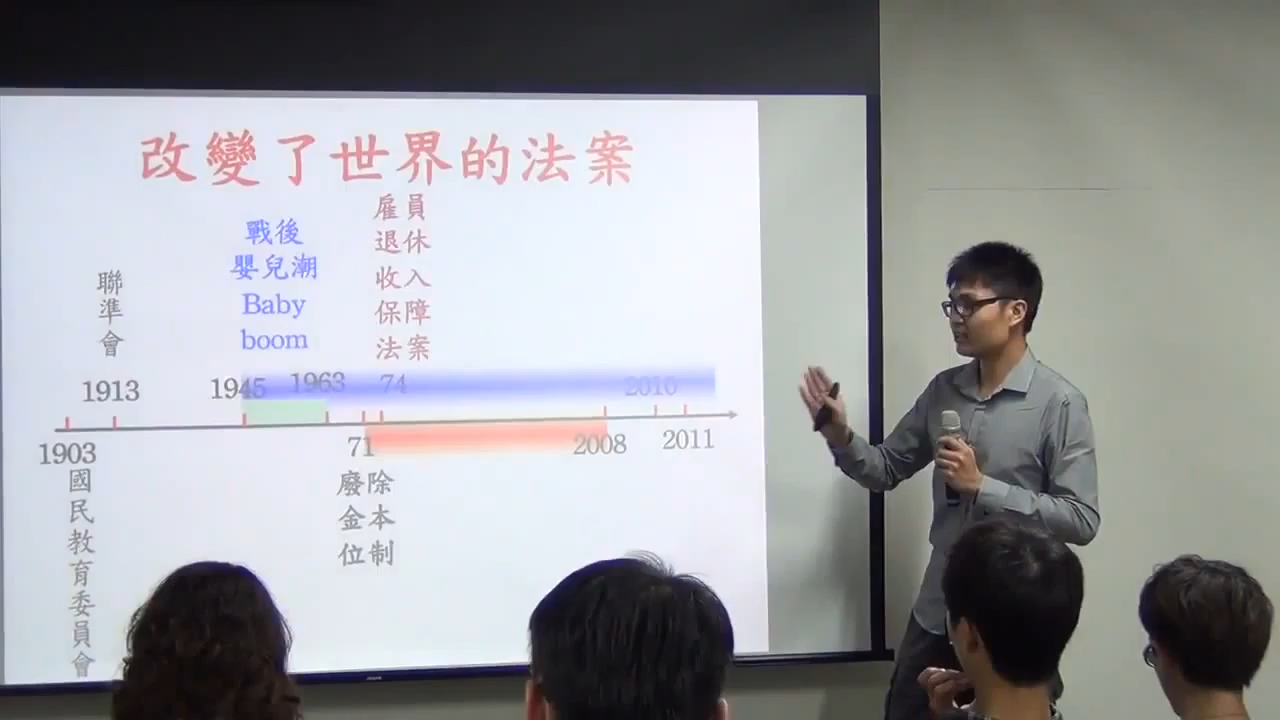 改變了世界的法案
雇員
退休
收入
保障
法案
戰後
嬰兒潮
Baby
boom
聯
準
會
1913
1945
1963
74
2010
1903
71
2008
2011
國
民
教
育
委
員
會
廢除
金本
位制